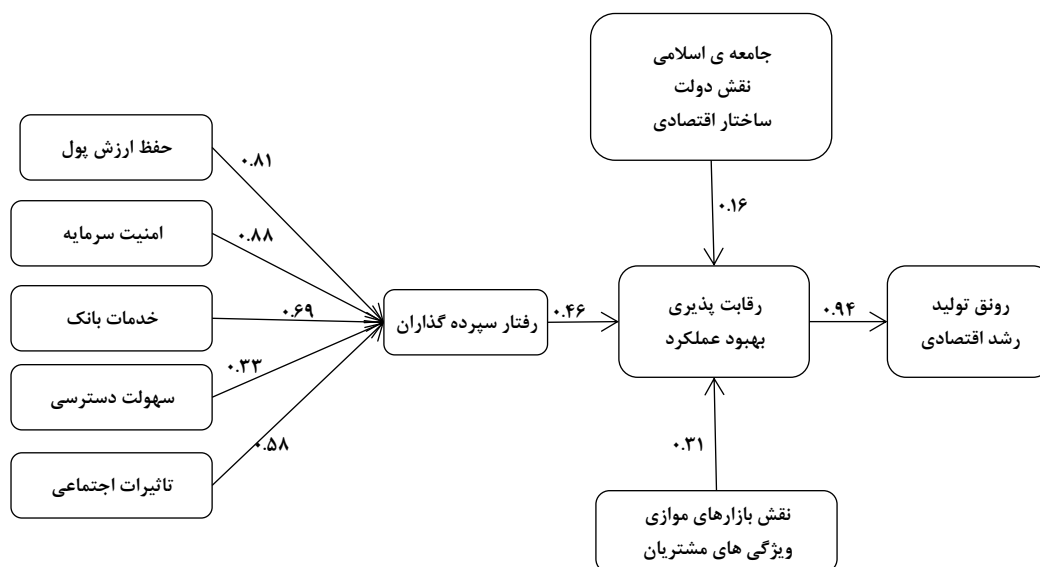 جامعه ی اسلامی
نقش دولت
ساختار اقتصادی
حفظ ارزش پول
۰.۸۱
امنیت سرمایه
۰.۸۸
۰.۱۶
خدمات بانک
۰.۶۹
رفتار سپرده گذاران
۰.۴۶
رقابت پذیری
بهبود عملکرد
۰.۹۴
رونق تولید
رشد اقتصادی
سهولت دسترسی
۰.۳۳
تاثیرات اجتماعی
۰.۵۸
۰.۳۱
نقش بازارهای موازی
ویژگی های مشتریان